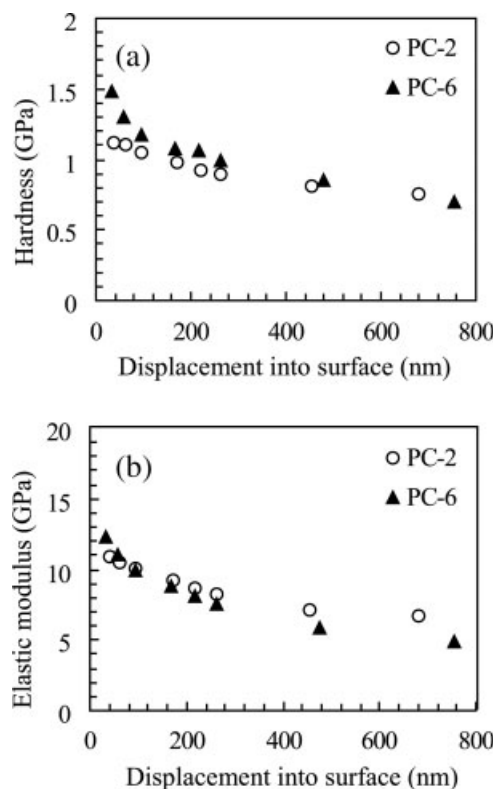 2
(a)
PC-2
PC-6
1.5
1
0.5
0
0 200 400 600 800
Hardness (GPa)
Displacement into surface (nm)
20
(b)
PC-2
PC-6
15
10
5
0
0 200 400 600 800
Elastic modulus (GPa)
Displacement into surface (nm)